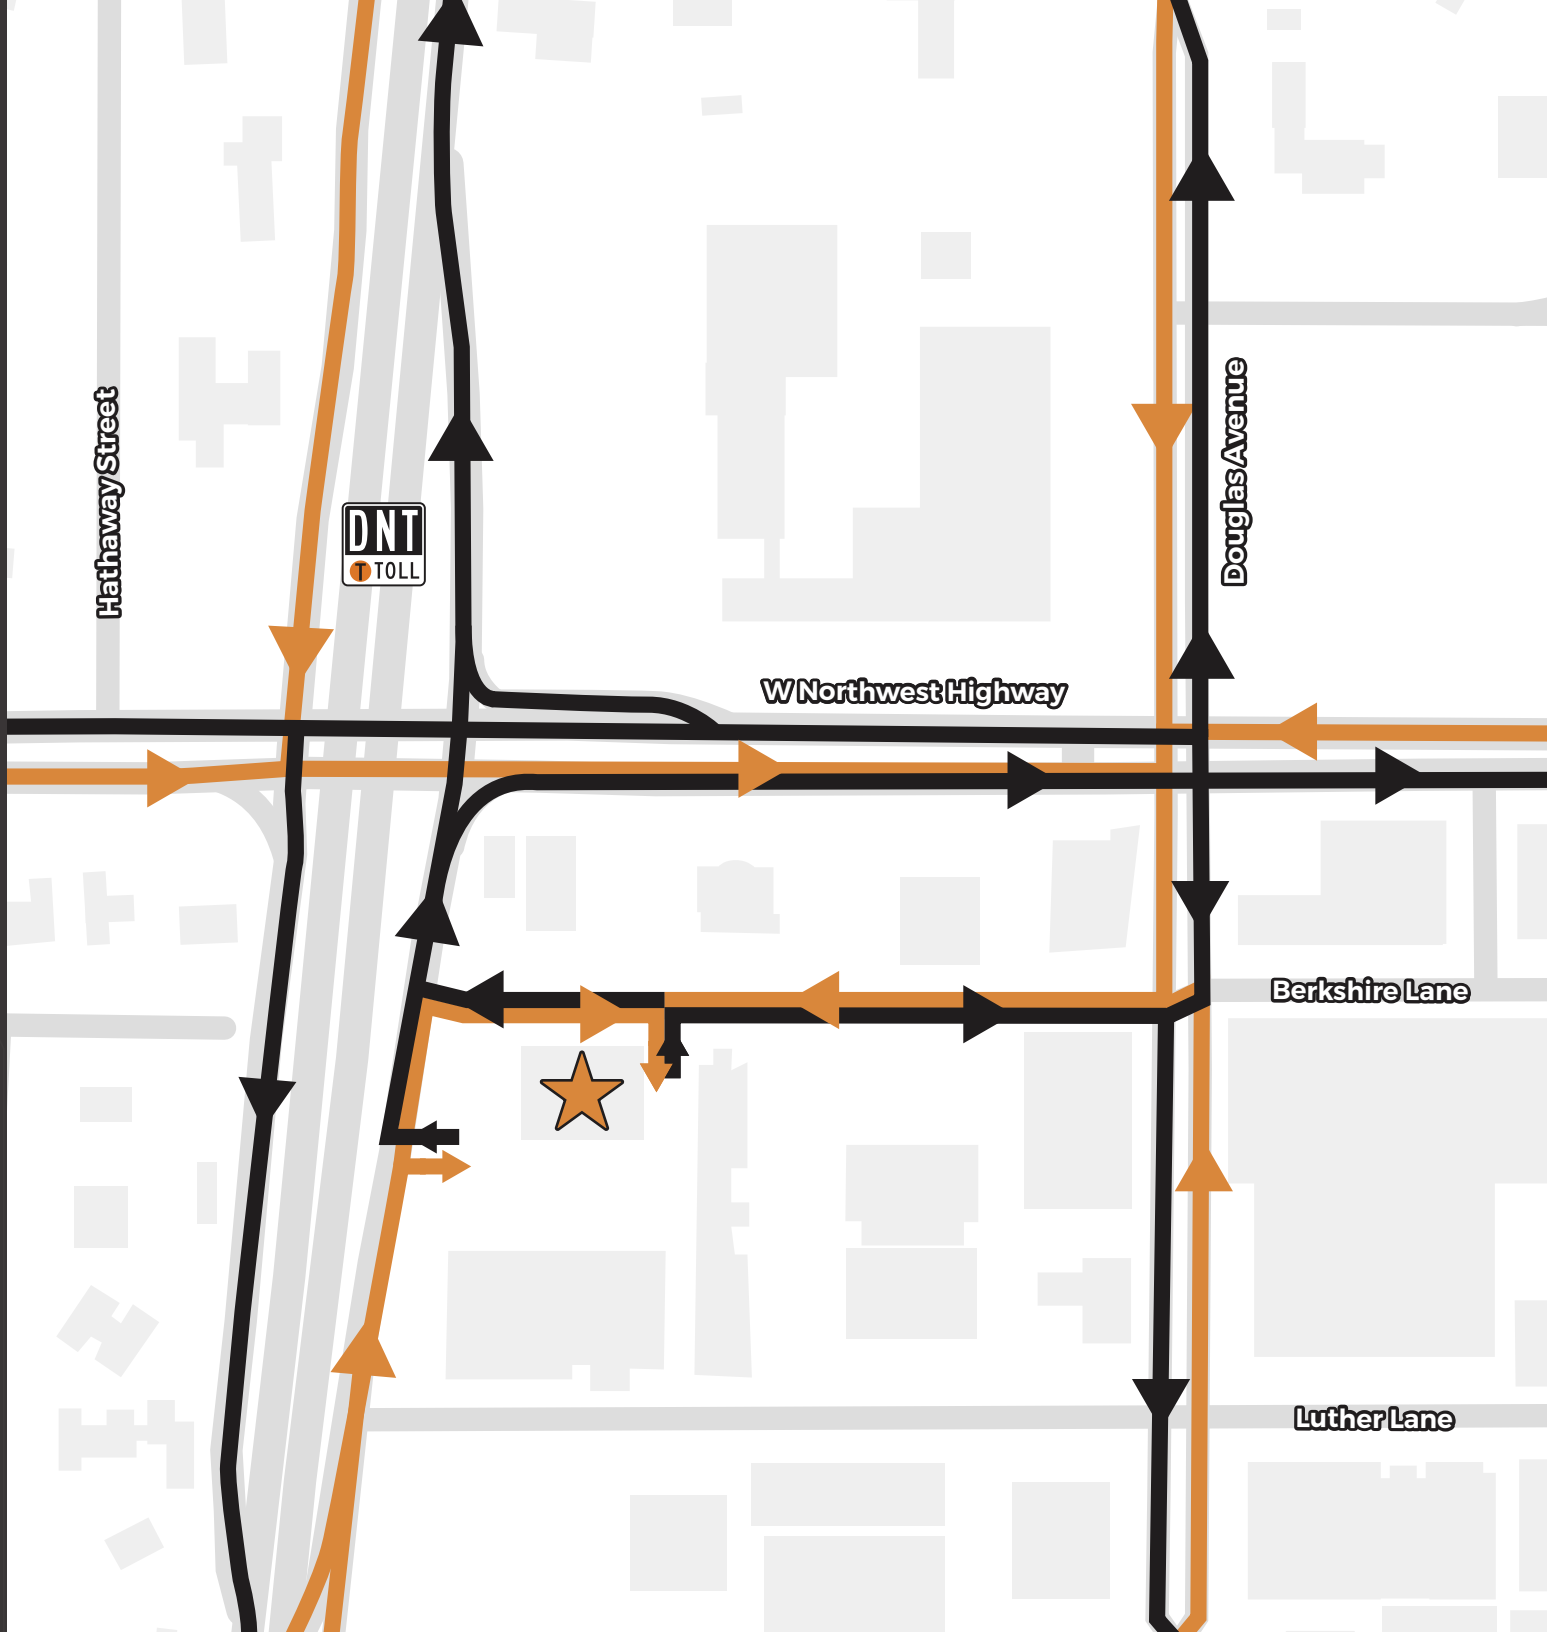 Hathaway Street
DNT
T TOLL
Douglas Avenue
W Northwest Highway
Berkshire Lane
Luther Lane